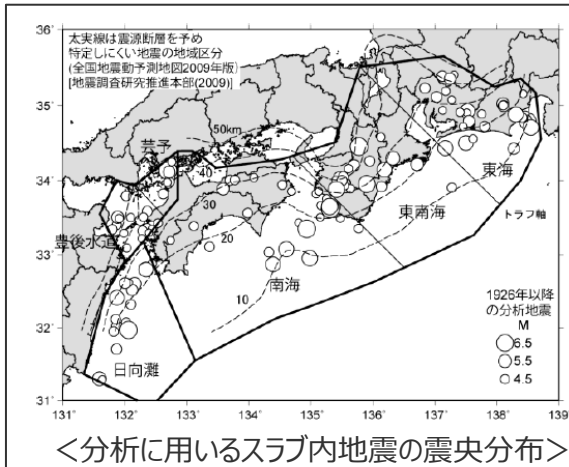 太実線は震源断層を予め
特定しにくい地震の地域区分
(全国地震動予測地図2009年版)
[地震調査研究推進本部(2009)]
36°
35°
34°
33°
32°
31°
50km
40
30
20
10
芸予
豊後水道
日向灘
南海
東南海
東海
トラフ軸
1926年以降
の分析地震
M
6.5
5.5
4.5
131° 132° 133° 134° 135° 136° 137° 138° 139°
＜分析に用いるスラブ内地震の震央分布＞